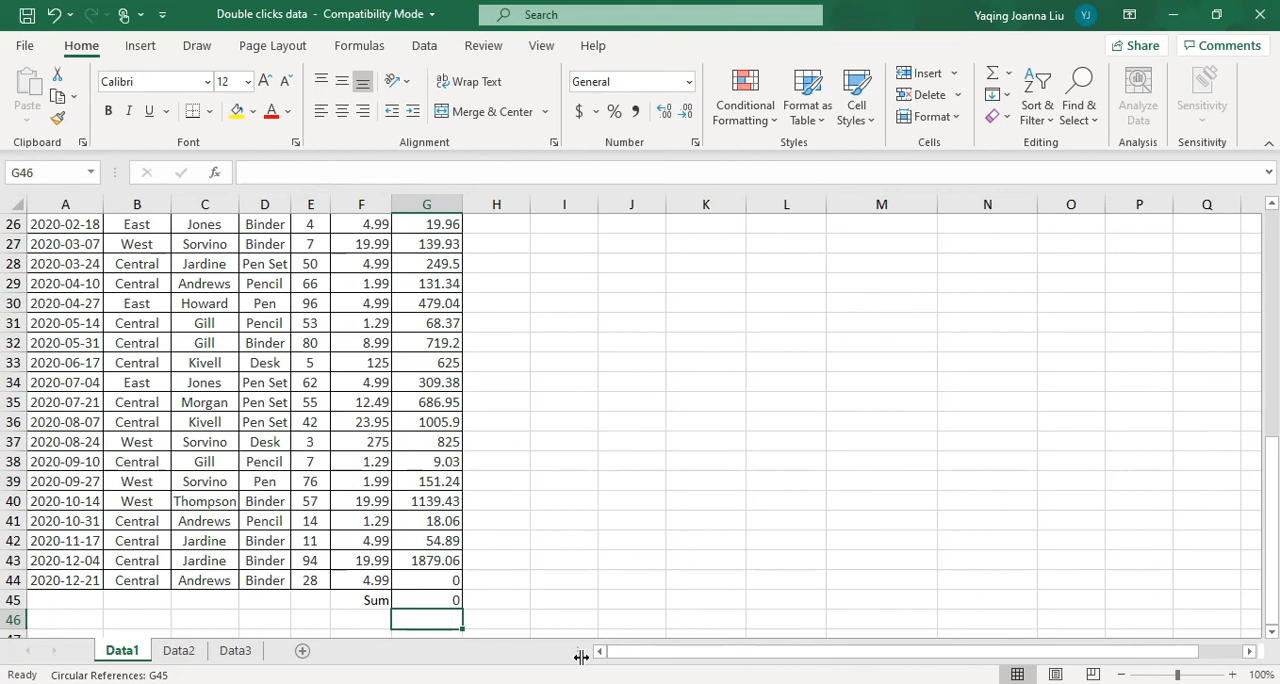 Double clicks data - Compatibility Mode Search Yaqing Joanna Liu YJ
File Home Insert Draw Page Layout Formulas Data Review View Help Share Comments
Paste Calibri 12 A A Wrap Text General Conditional Formatting Format as Table Cell Styles Insert Sort & Filter Find & Select Analyze Data Sensitivity
B I U A Merge & Center $ % Delete
Format
Clipboard Font Alignment Number Styles Cells Editing Analysis Sensitivity
G46 fx
A B C D E F G H I J K L M N O P Q
26 2020-02-18 East Jones Binder 4 4.99 19.96
27 2020-03-07 West Sorvino Binder 7 19.99 139.93
28 2020-03-24 Central Jardine Pen Set 50 4.99 249.5
29 2020-04-10 Central Andrews Pencil 66 1.99 131.34
30 2020-04-27 East Howard Pen 96 4.99 479.04
31 2020-05-14 Central Gill Pencil 53 1.29 68.37
32 2020-05-31 Central Gill Binder 80 8.99 719.2
33 2020-06-17 Central Kivell Desk 5 125 625
34 2020-07-04 East Jones Pen Set 62 4.99 309.38
35 2020-07-21 Central Morgan Pen Set 55 12.49 686.95
36 2020-08-07 Central Kivell Pen Set 42 23.95 1005.9
37 2020-08-24 West Sorvino Desk 3 275 825
38 2020-09-10 Central Gill Pencil 7 1.29 9.03
39 2020-09-27 West Sorvino Pen 76 1.99 151.24
40 2020-10-14 West Thompson Binder 57 19.99 1139.43
41 2020-10-31 Central Andrews Pencil 14 1.29 18.06
42 2020-11-17 Central Jardine Binder 11 4.99 54.89
43 2020-12-04 Central Jardine Binder 94 19.99 1879.06
44 2020-12-21 Central Andrews Binder 28 4.99 0
45 Sum 0
46
Data1 Data2 Data3
Ready Circular References: G45 100%